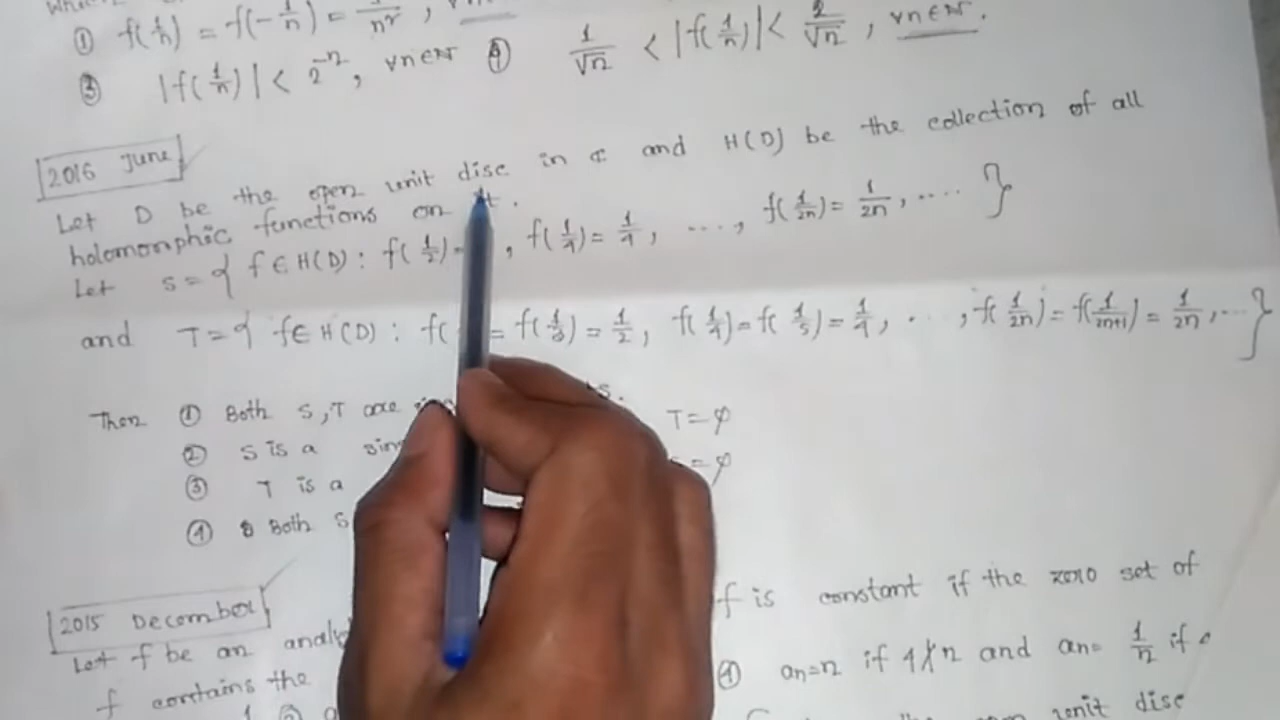 ① f(1/n) = f(-1/n) = 1/n², ∀n∈ℕ
③ |f(1/n)| < 2^-n, ∀n∈ℕ ④ 1/√n < |f(1/n)| < 2/√n, ∀n∈ℕ.
2016 June
Let D be the open unit disc in ℂ and H(D) be the collection of all
holomorphic functions on it.
Let S = { f∈H(D) : f(1/2) = , f(1/4) = 1/4, ...., f(1/2n) = 1/2n, .... }
and T = { f∈H(D) : f( = f(1/3) = 1/2, f(1/4) = f(1/5) = 1/4, . . , f(1/2n) = f(1/2n+1) = 1/2n, ... }
Then ① Both S, T are s.
② S is a sing T = φ
③ T is a = φ
④ Both S
2015 December
Let f be an analy f is constant if the zero set of
f contains the ④ an=n if 4∤n and an= 1/n if
unit disc